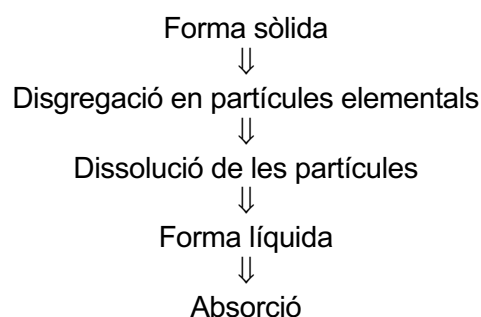 Forma sòlida
⇓
Disgregació en partícules elementals
⇓
Dissolució de les partícules
⇓
Forma líquida
⇓
Absorció